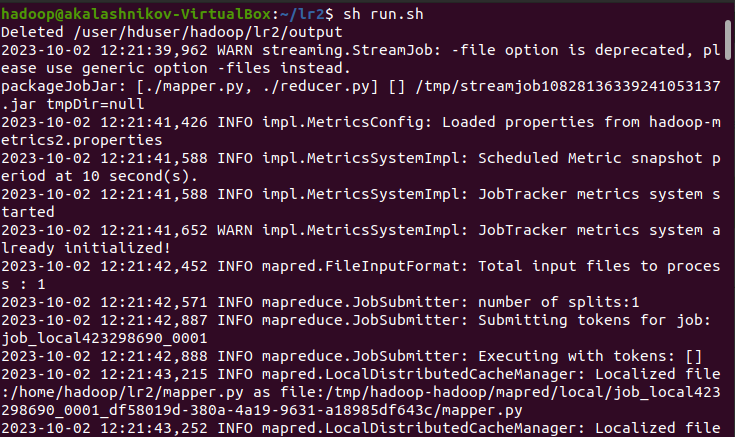 hadoop@akalashnikov-VirtualBox:~/lr2$ sh run.sh
Deleted /user/hduser/hadoop/lr2/output
2023-10-02 12:21:39,962 WARN streaming.StreamJob: -file option is deprecated, pl
ease use generic option -files instead.
packageJobJar: [./mapper.py, ./reducer.py] [] /tmp/streamjob10828136339241053137
.jar tmpDir=null
2023-10-02 12:21:41,426 INFO impl.MetricsConfig: Loaded properties from hadoop-m
etrics2.properties
2023-10-02 12:21:41,588 INFO impl.MetricsSystemImpl: Scheduled Metric snapshot p
eriod at 10 second(s).
2023-10-02 12:21:41,588 INFO impl.MetricsSystemImpl: JobTracker metrics system s
tarted
2023-10-02 12:21:41,652 WARN impl.MetricsSystemImpl: JobTracker metrics system a
lready initialized!
2023-10-02 12:21:42,452 INFO mapred.FileInputFormat: Total input files to proces
s : 1
2023-10-02 12:21:42,571 INFO mapreduce.JobSubmitter: number of splits:1
2023-10-02 12:21:42,887 INFO mapreduce.JobSubmitter: Submitting tokens for job:
job_local423298690_0001
2023-10-02 12:21:42,888 INFO mapreduce.JobSubmitter: Executing with tokens: []
2023-10-02 12:21:43,215 INFO mapred.LocalDistributedCacheManager: Localized file
:/home/hadoop/lr2/mapper.py as file:/tmp/hadoop-hadoop/mapred/local/job_local423
298690_0001_df58019d-380a-4a19-9631-a18985df643c/mapper.py
2023-10-02 12:21:43,252 INFO mapred.LocalDistributedCacheManager: Localized file